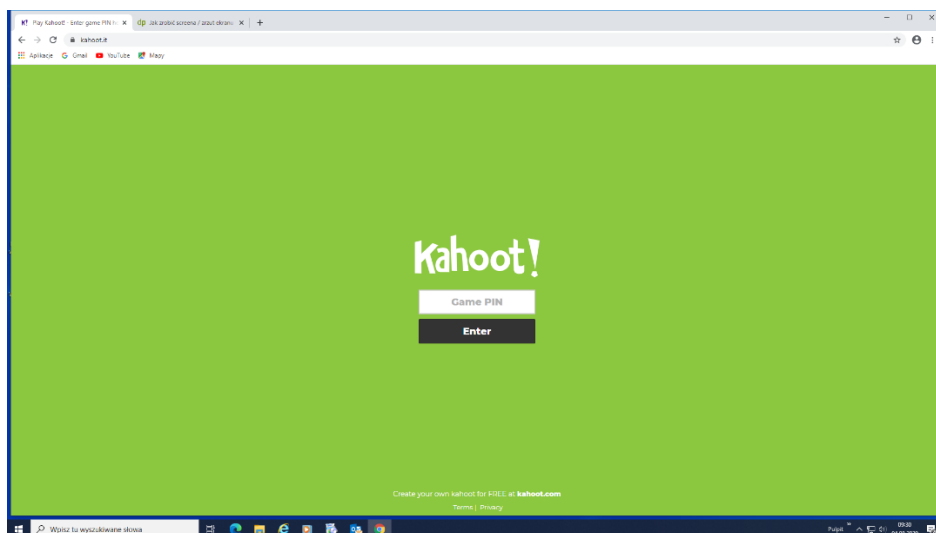 Play Kahoot! - Enter game PIN h
dp Jak zrobić screena / zrzut ekranu
kahoot.it
Aplikacje Gmail YouTube Mapy
Kahoot!
Game PIN
Enter
Create your own kahoot for FREE at kahoot.com
Terms | Privacy
Wpisz tu wyszukiwane słowa
Pulpit
09:30